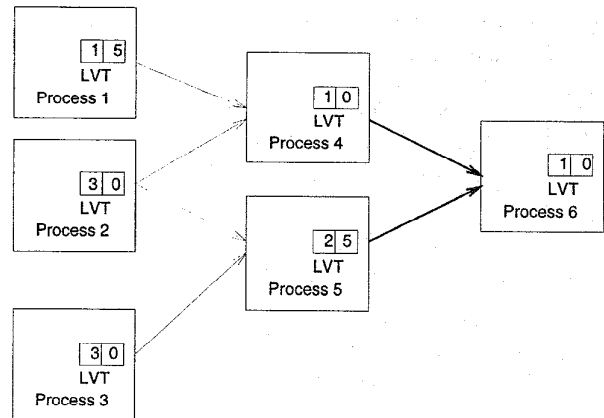 1 5
LVT
Process 1
1 0
LVT
Process 4
3 0
LVT
Process 2
1 0
LVT
Process 6
2 5
LVT
Process 5
3 0
LVT
Process 3